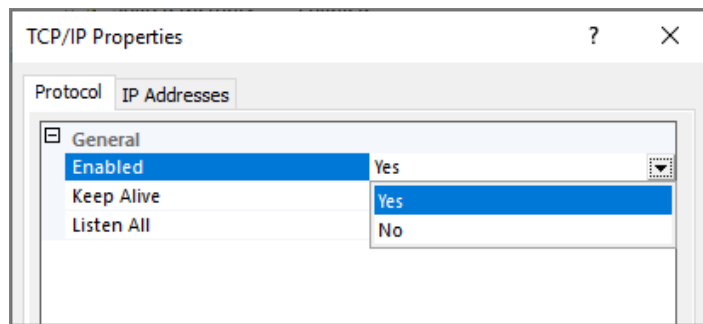 TCP/IP Properties ? ×
Protocol IP Addresses
General
Enabled Yes
Keep Alive Yes
Listen All No